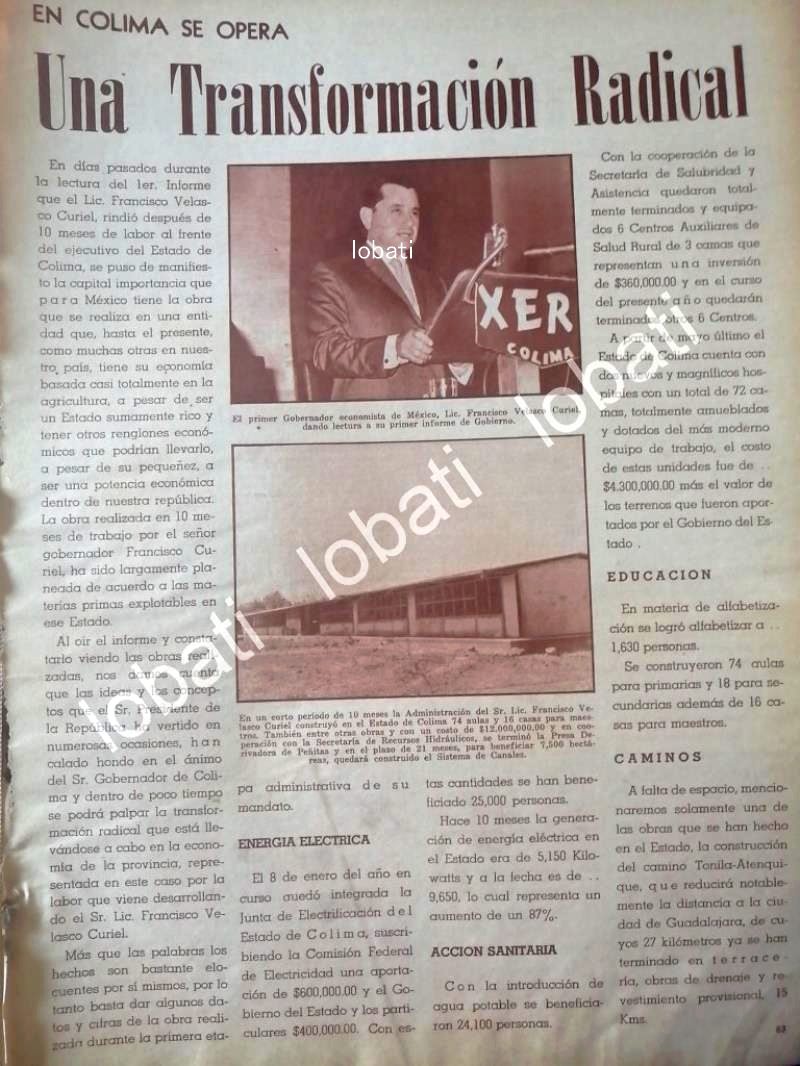 EN COLIMA SE OPERA
Una Transformación Radical
En días pasados durante
la lectura del 1er. Informe
que el Lic. Francisco Velas-
co Curiel, rindió después de
10 meses de labor al frente
del ejecutivo del Estado de
Colima, se puso de manifies-
to la capital importancia que
para México tiene la obra
que se realiza en una enti-
dad que, hasta el presente,
como muchas otras en nues-
tro país, tiene su economía
basada casi totalmente en la
agricultura, a pesar de ser
un Estado sumamente rico y
tener otros renglones econó-
micos que podrían llevarlo,
a pesar de su pequeñez, a
ser una potencia económica
dentro de nuestra república.
La obra realizada en 10 me-
ses de trabajo por el señor
gobernador Francisco Cu-
riel, ha sido largamente pla-
neada de acuerdo a las ma-
terias primas explotables en
ese Estado.
Al oir el informe y consta-
tarlo viendo las obras reali-
zadas, nos damos cuenta
que las ideas y los concep-
tos que el Sr. Presidente de
la República ha vertido en
numerosas ocasiones, han
calado hondo en el ánimo
del Sr. Gobernador de Coli-
ma y dentro de poco tiempo
se podrá palpar la transfor-
mación radical que está lle-
vándose a cabo en la econo-
mía de la provincia, repre-
sentada en este caso por la
labor que viene desarrollan-
do el Sr. Lic. Francisco Ve-
lasco Curiel.
Más que las palabras los
hechos son bastante elo-
cuentes por sí mismos, por lo
tanto basta dar algunos da-
tos y cifras de la obra reali-
zada durante la primera eta-
lobati
XER
COLIMA
El primer Gobernador economista de México, Lic. Francisco Velasco Curiel,
dando lectura a su primer informe de Gobierno.
lobati lobati lobati
En un corto período de 10 meses la Administración del Sr. Lic. Francisco Ve-
lasco Curiel construyó en el Estado de Colima 74 aulas y 16 casas para maes-
tros. También entre otras obras y con un costo de $12.000,000.00 y en coo-
peración con la Secretaría de Recursos Hidráulicos, se terminó la Presa De-
rivadora de Peñitas y en el plazo de 21 meses, para beneficiar 7,500 hectá-
reas, quedará construído el Sistema de Canales.
pa administrativa de su
mandato.
ENERGIA ELECTRICA
El 8 de enero del año en
curso quedó integrada la
Junta de Electrificación del
Estado de Colima, suscri-
biendo la Comisión Federal
de Electricidad una aporta-
ción de $600,000.00 y el Go-
bierno del Estado y los parti-
culares $400,000.00. Con es-
tas cantidades se han bene-
ficiado 25,000 personas.
Hace 10 meses la genera-
ción de energía eléctrica en
el Estado era de 5,150 Kilo-
watts y a la fecha es de ..
9,650, lo cual representa un
aumento de un 87%.
ACCION SANITARIA
Con la introducción de
agua potable se beneficia-
ron 24,100 personas.
Con la cooperación de la
Secretaría de Salubridad y
Asistencia quedaron total-
mente terminados y equipa-
dos 6 Centros Auxiliares de
Salud Rural de 3 camas que
representan una inversión
de $360,000.00 y en el curso
del presente año quedarán
terminados otros 6 Centros.
A partir de mayo último el
Estado de Colima cuenta con
dos nuevos y magníficos hos-
pitales con un total de 72 ca-
mas, totalmente amueblados
y dotados del más moderno
equipo de trabajo, el costo
de estas unidades fue de ..
$4.300,000.00 más el valor de
los terrenos que fueron apor-
tados por el Gobierno del Es-
tado .
EDUCACION
En materia de alfabetiza-
ción se logró alfabetizar a ..
1,630 personas.
Se construyeron 74 aulas
para primarias y 18 para se-
cundarias además de 16 ca-
sas para maestros.
CAMINOS
A falta de espacio, mencio-
naremos solamente una de
las obras que se han hecho
en el Estado, la construcción
del camino Tonila-Atenqui-
que, que reducirá notable-
mente la distancia a la ciu-
dad de Guadalajara, de cu-
yos 27 kilómetros ya se han
terminado en terrace-
ría, obras de drenaje y re-
vestimiento provisional, 15
Kms.
63